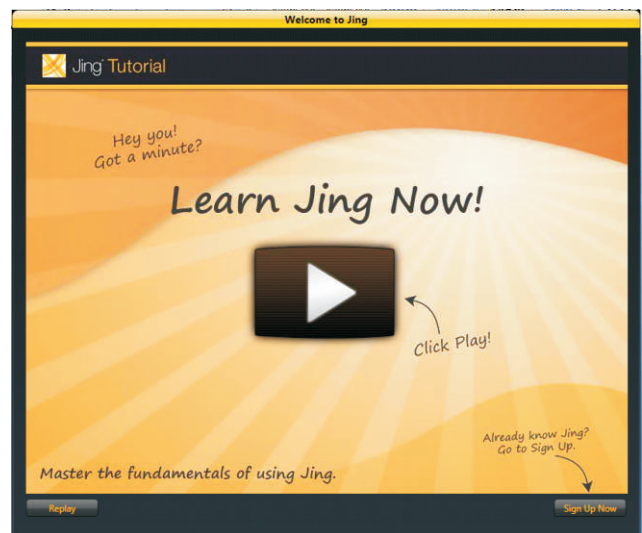 Welcome to Jing
Jing Tutorial
Hey you!
Got a minute?
Learn Jing Now!
Click Play!
Already know Jing?
Go to Sign Up.
Master the fundamentals of using Jing.
Replay
Sign Up Now